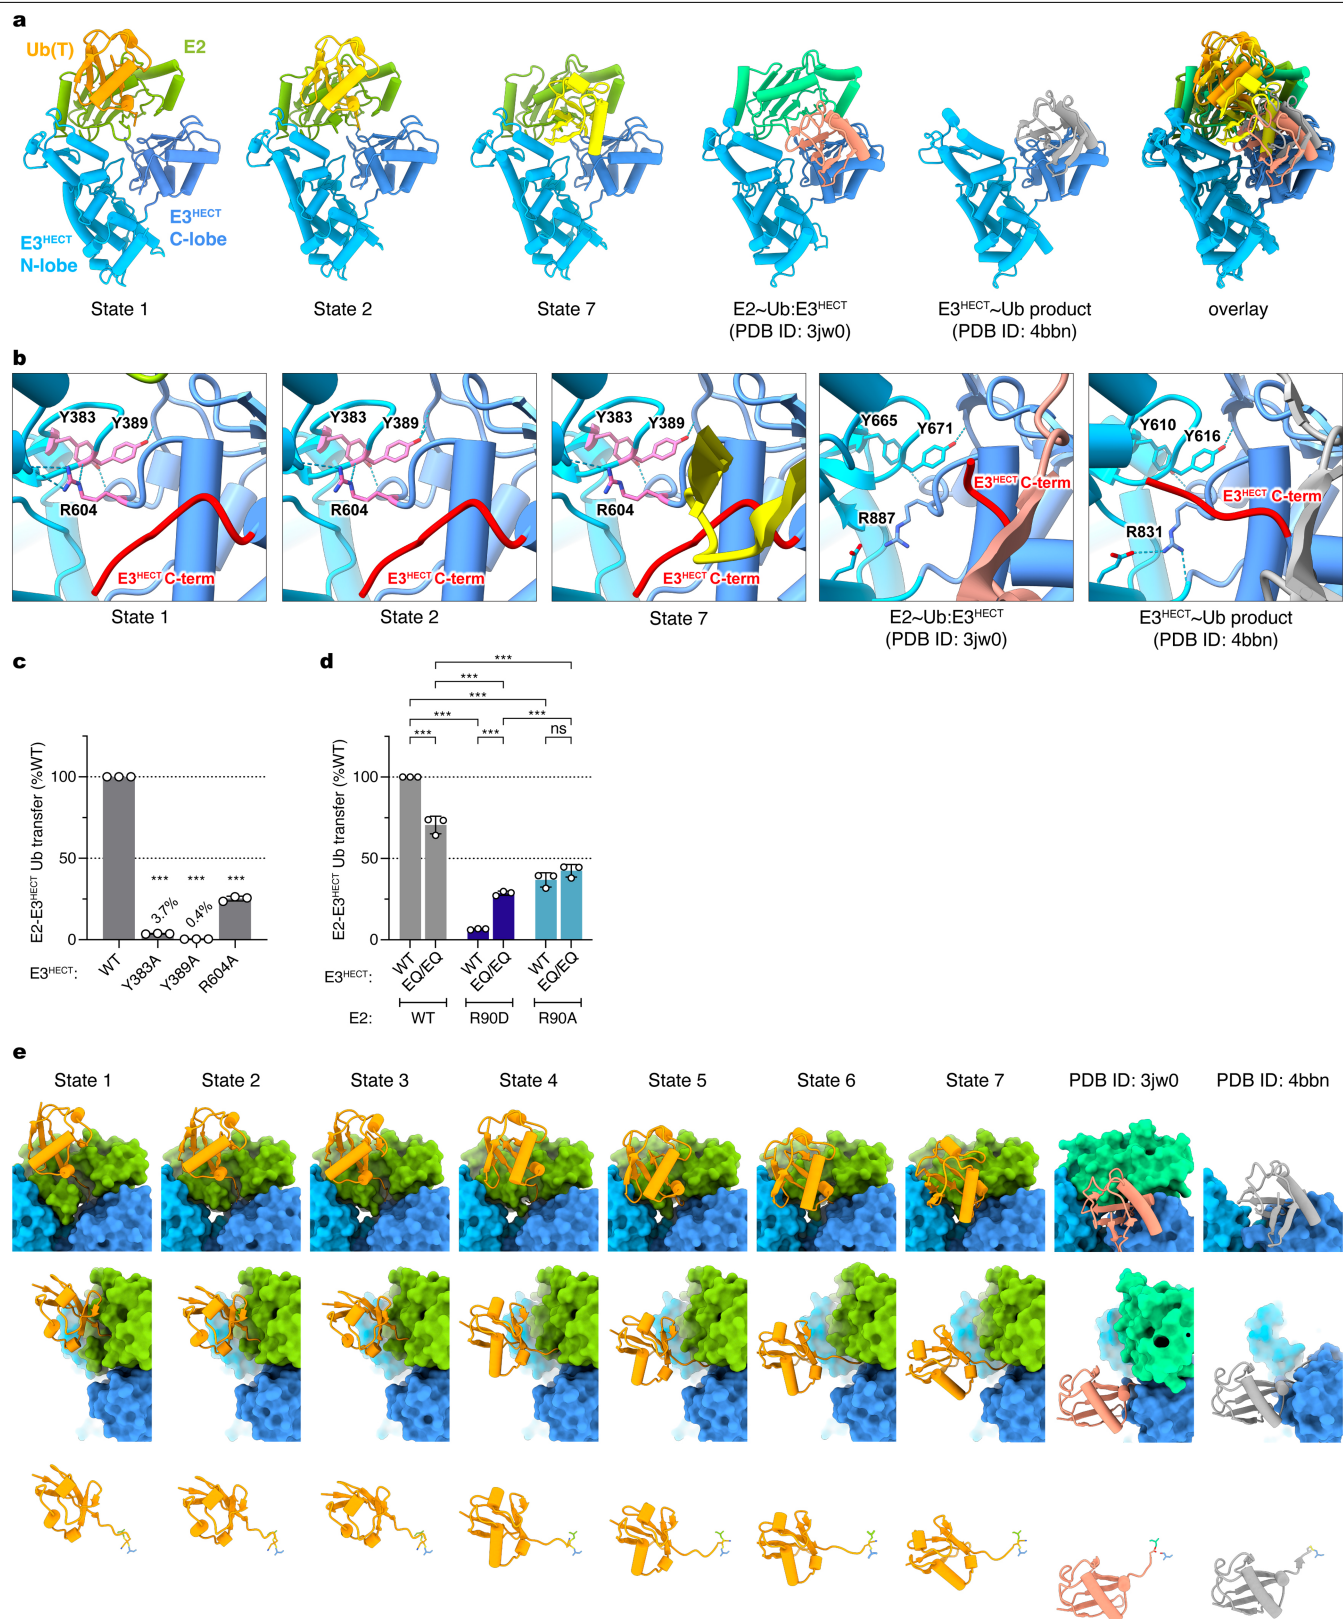 a
Ub(T)
E2
E3HECT
N-lobe
E3HECT
C-lobe
State 1
State 2
State 7
E2~Ub:E3HECT
(PDB ID: 3jw0)
E3HECT~Ub product
(PDB ID: 4bbn)
overlay
b
Y383
Y389
R604
E3HECT C-term
State 1
Y383
Y389
R604
E3HECT C-term
State 2
Y383
Y389
R604
E3HECT C-term
State 7
Y665
Y671
R887
E3HECT C-term
E2~Ub:E3HECT
(PDB ID: 3jw0)
Y610
Y616
R831
E3HECT C-term
E3HECT~Ub product
(PDB ID: 4bbn)
c
E2-E3HECT Ub transfer (%WT)
100
50
0
***
***
***
3.7%
0.4%
E3HECT:
WT
Y383A
Y389A
R604A
d
***
***
***
***
***
***
***
ns
E2-E3HECT Ub transfer (%WT)
100
50
0
E3HECT:
WT
EQ/EQ
WT
EQ/EQ
WT
EQ/EQ
E2:
WT
R90D
R90A
e
State 1
State 2
State 3
State 4
State 5
State 6
State 7
PDB ID: 3jw0
PDB ID: 4bbn